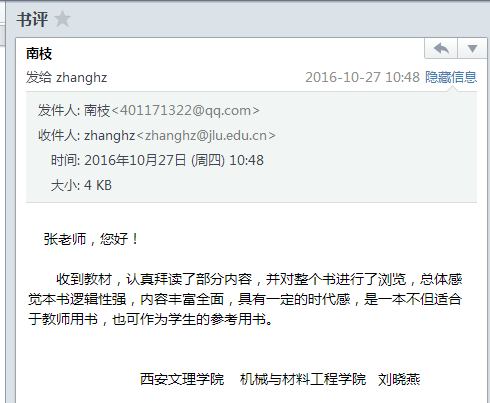 书评
南枝
发给 zhanghz 2016-10-27 10:48 隐藏信息
发件人: 南枝<401171322@qq.com>
收件人: zhanghz<zhanghz@jlu.edu.cn>
时间: 2016年10月27日 (周四) 10:48
大小: 4 KB
张老师，您好！
收到教材，认真拜读了部分内容，并对整个书进行了浏览，总体感
觉本书逻辑性强，内容丰富全面，具有一定的时代感，是一本不但适合
于教师用书，也可作为学生的参考用书。
西安文理学院 机械与材料工程学院 刘晓燕